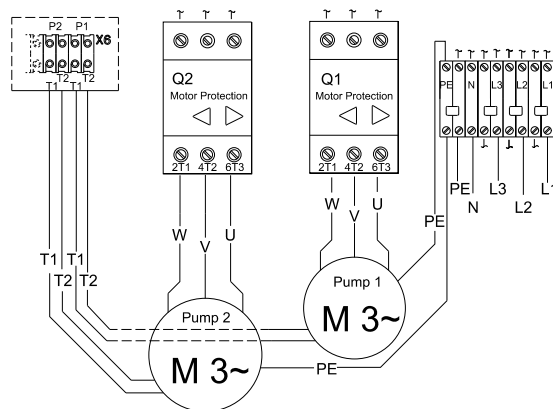 P2 P1 X6
T2 T2
T1 T1
Q2
Motor Protection
2T1 4T2 6T3
Q1
Motor Protection
2T1 4T2 6T3
PE N L3 L2 L1
PE L3 L1
N L2
W V U
W V U
PE
T1 T1
T2 T2
Pump 1
M 3~
Pump 2
M 3~
PE